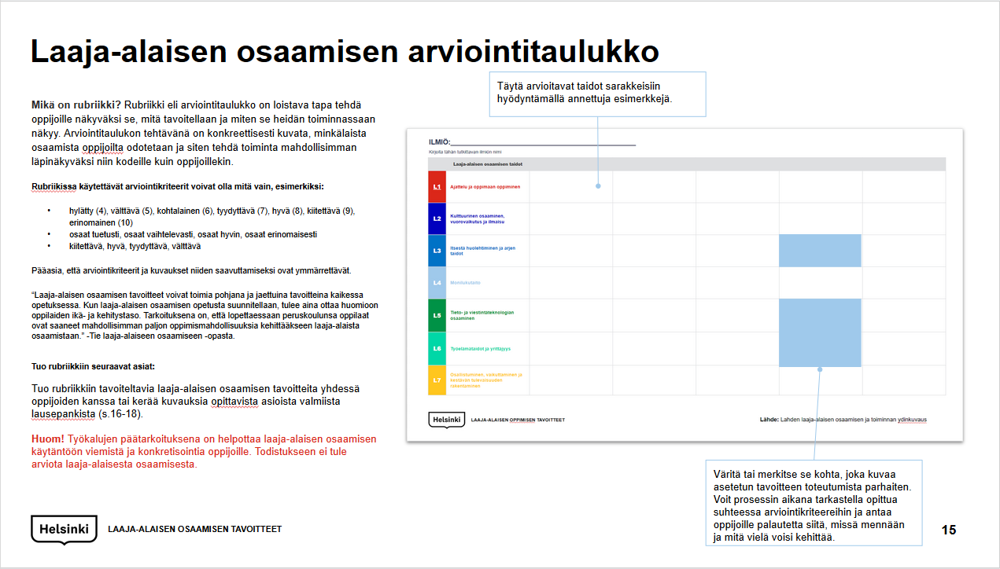 Laaja-alaisen osaamisen arviointitaulukko
Mikä on rubriikki? Rubriikki eli arviointitaulukko on loistava tapa tehdä
oppijoille näkyväksi se, mitä tavoitellaan ja miten se heidän toiminnassaan
näkyy. Arviointitaulukon tehtävänä on konkreettisesti kuvata, minkälaista
osaamista oppijoilta odotetaan ja siten tehdä toiminta mahdollisimman
läpinäkyväksi niin kodeille kuin oppijoillekin.
Rubriikissa käytettävät arviointikriteerit voivat olla mitä vain, esimerkiksi:
• hylätty (4), välttävä (5), kohtalainen (6), tyydyttävä (7), hyvä (8), kiitettävä (9),
erinomainen (10)
• osaat tuetusti, osaat vaihtelevasti, osaat hyvin, osaat erinomaisesti
• kiitettävä, hyvä, tyydyttävä, välttävä
Pääasia, että arviointikriteerit ja kuvaukset niiden saavuttamiseksi ovat ymmärrettävät.
“Laaja-alaisen osaamisen tavoitteet voivat toimia pohjana ja jaettuina tavoitteina kaikessa
opetuksessa. Kun laaja-alaisen osaamisen opetusta suunnitellaan, tulee aina ottaa huomioon
oppilaiden ikä- ja kehitystaso. Tarkoituksena on, että lopettaessaan peruskoulunsa oppilaat
ovat saaneet mahdollisimman paljon oppimismahdollisuuksia kehittääkseen laaja-alaista
osaamistaan.” -Tie laaja-alaiseen osaamiseen -opasta.
Tuo rubriikkiin seuraavat asiat:
Tuo rubriikkiin tavoiteltavia laaja-alaisen osaamisen tavoitteita yhdessä
oppijoiden kanssa tai kerää kuvauksia opittavista asioista valmiista
lausepankista (s.16-18).
Huom! Työkalujen päätarkoituksena on helpottaa laaja-alaisen osaamisen
käytäntöön viemistä ja konkretisointia oppijoille. Todistukseen ei tule
arviota laaja-alaisesta osaamisesta.
Täytä arvioitavat taidot sarakkeisiin
hyödyntämällä annettuja esimerkkejä.
ILMIÖ:
Kirjoita tähän tutkittavan ilmiön nimi
Laaja-alaisen osaamisen taidot
L1 Ajattelu ja oppimaan oppiminen
L2 Kulttuurinen osaaminen,
vuorovaikutus ja ilmaisu
L3 Itsestä huolehtiminen ja arjen
taidot
L4 Monilukutaito
L5 Tieto- ja viestintäteknologian
osaaminen
L6 Työelämätaidot ja yrittäjyys
L7 Osallistuminen, vaikuttaminen ja
kestävän tulevaisuuden
rakentaminen
Helsinki LAAJA-ALAISEN OPPIMISEN TAVOITTEET
Lähde: Lahden laaja-alaisen osaamisen ja toiminnan ydinkuvaus
Väritä tai merkitse se kohta, joka kuvaa
asetetun tavoitteen toteutumista parhaiten.
Voit prosessin aikana tarkastella opittua
suhteessa arviointikriteereihin ja antaa
oppijoille palautetta siitä, missä mennään
ja mitä vielä voisi kehittää.
Helsinki LAAJA-ALAISEN OSAAMISEN TAVOITTEET
15